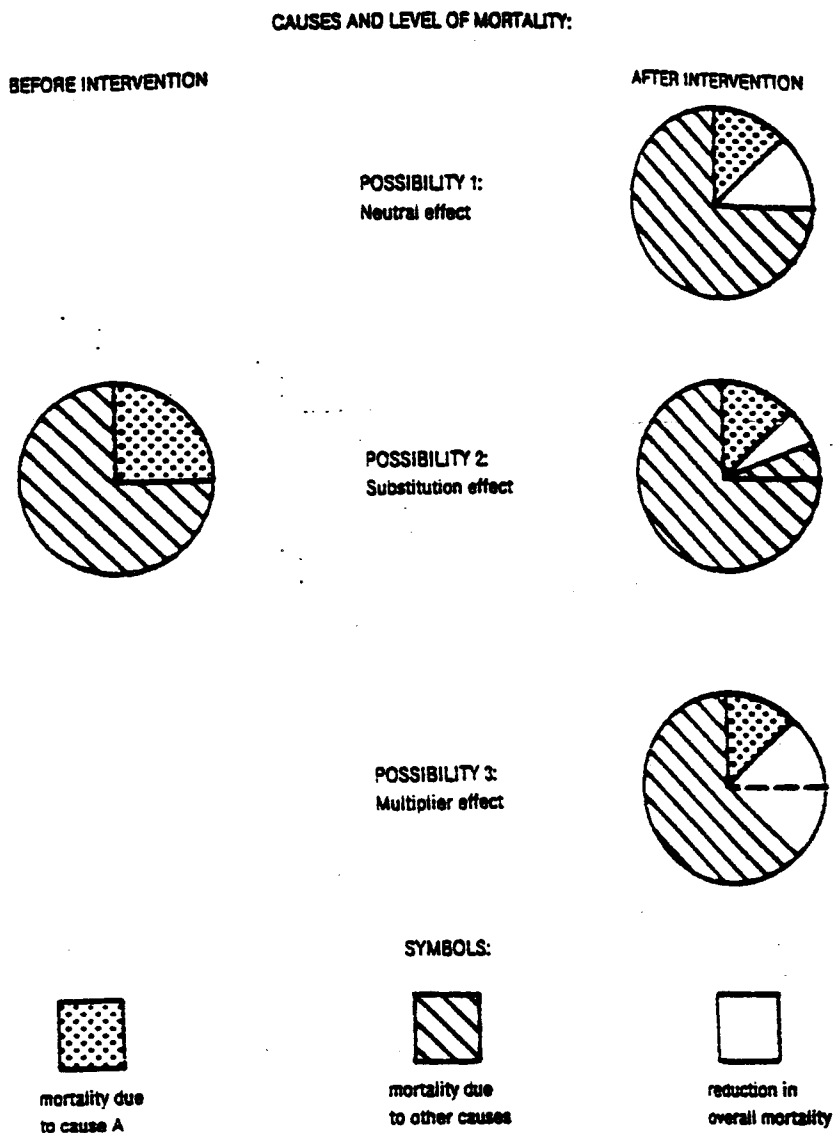 CAUSES AND LEVEL OF MORTALITY:
BEFORE INTERVENTION
AFTER INTERVENTION
POSSIBILITY 1:
Neutral effect
POSSIBILITY 2:
Substitution effect
POSSIBILITY 3:
Multiplier effect
SYMBOLS:
mortality due
to cause A
mortality due
to other causes
reduction in
overall mortality